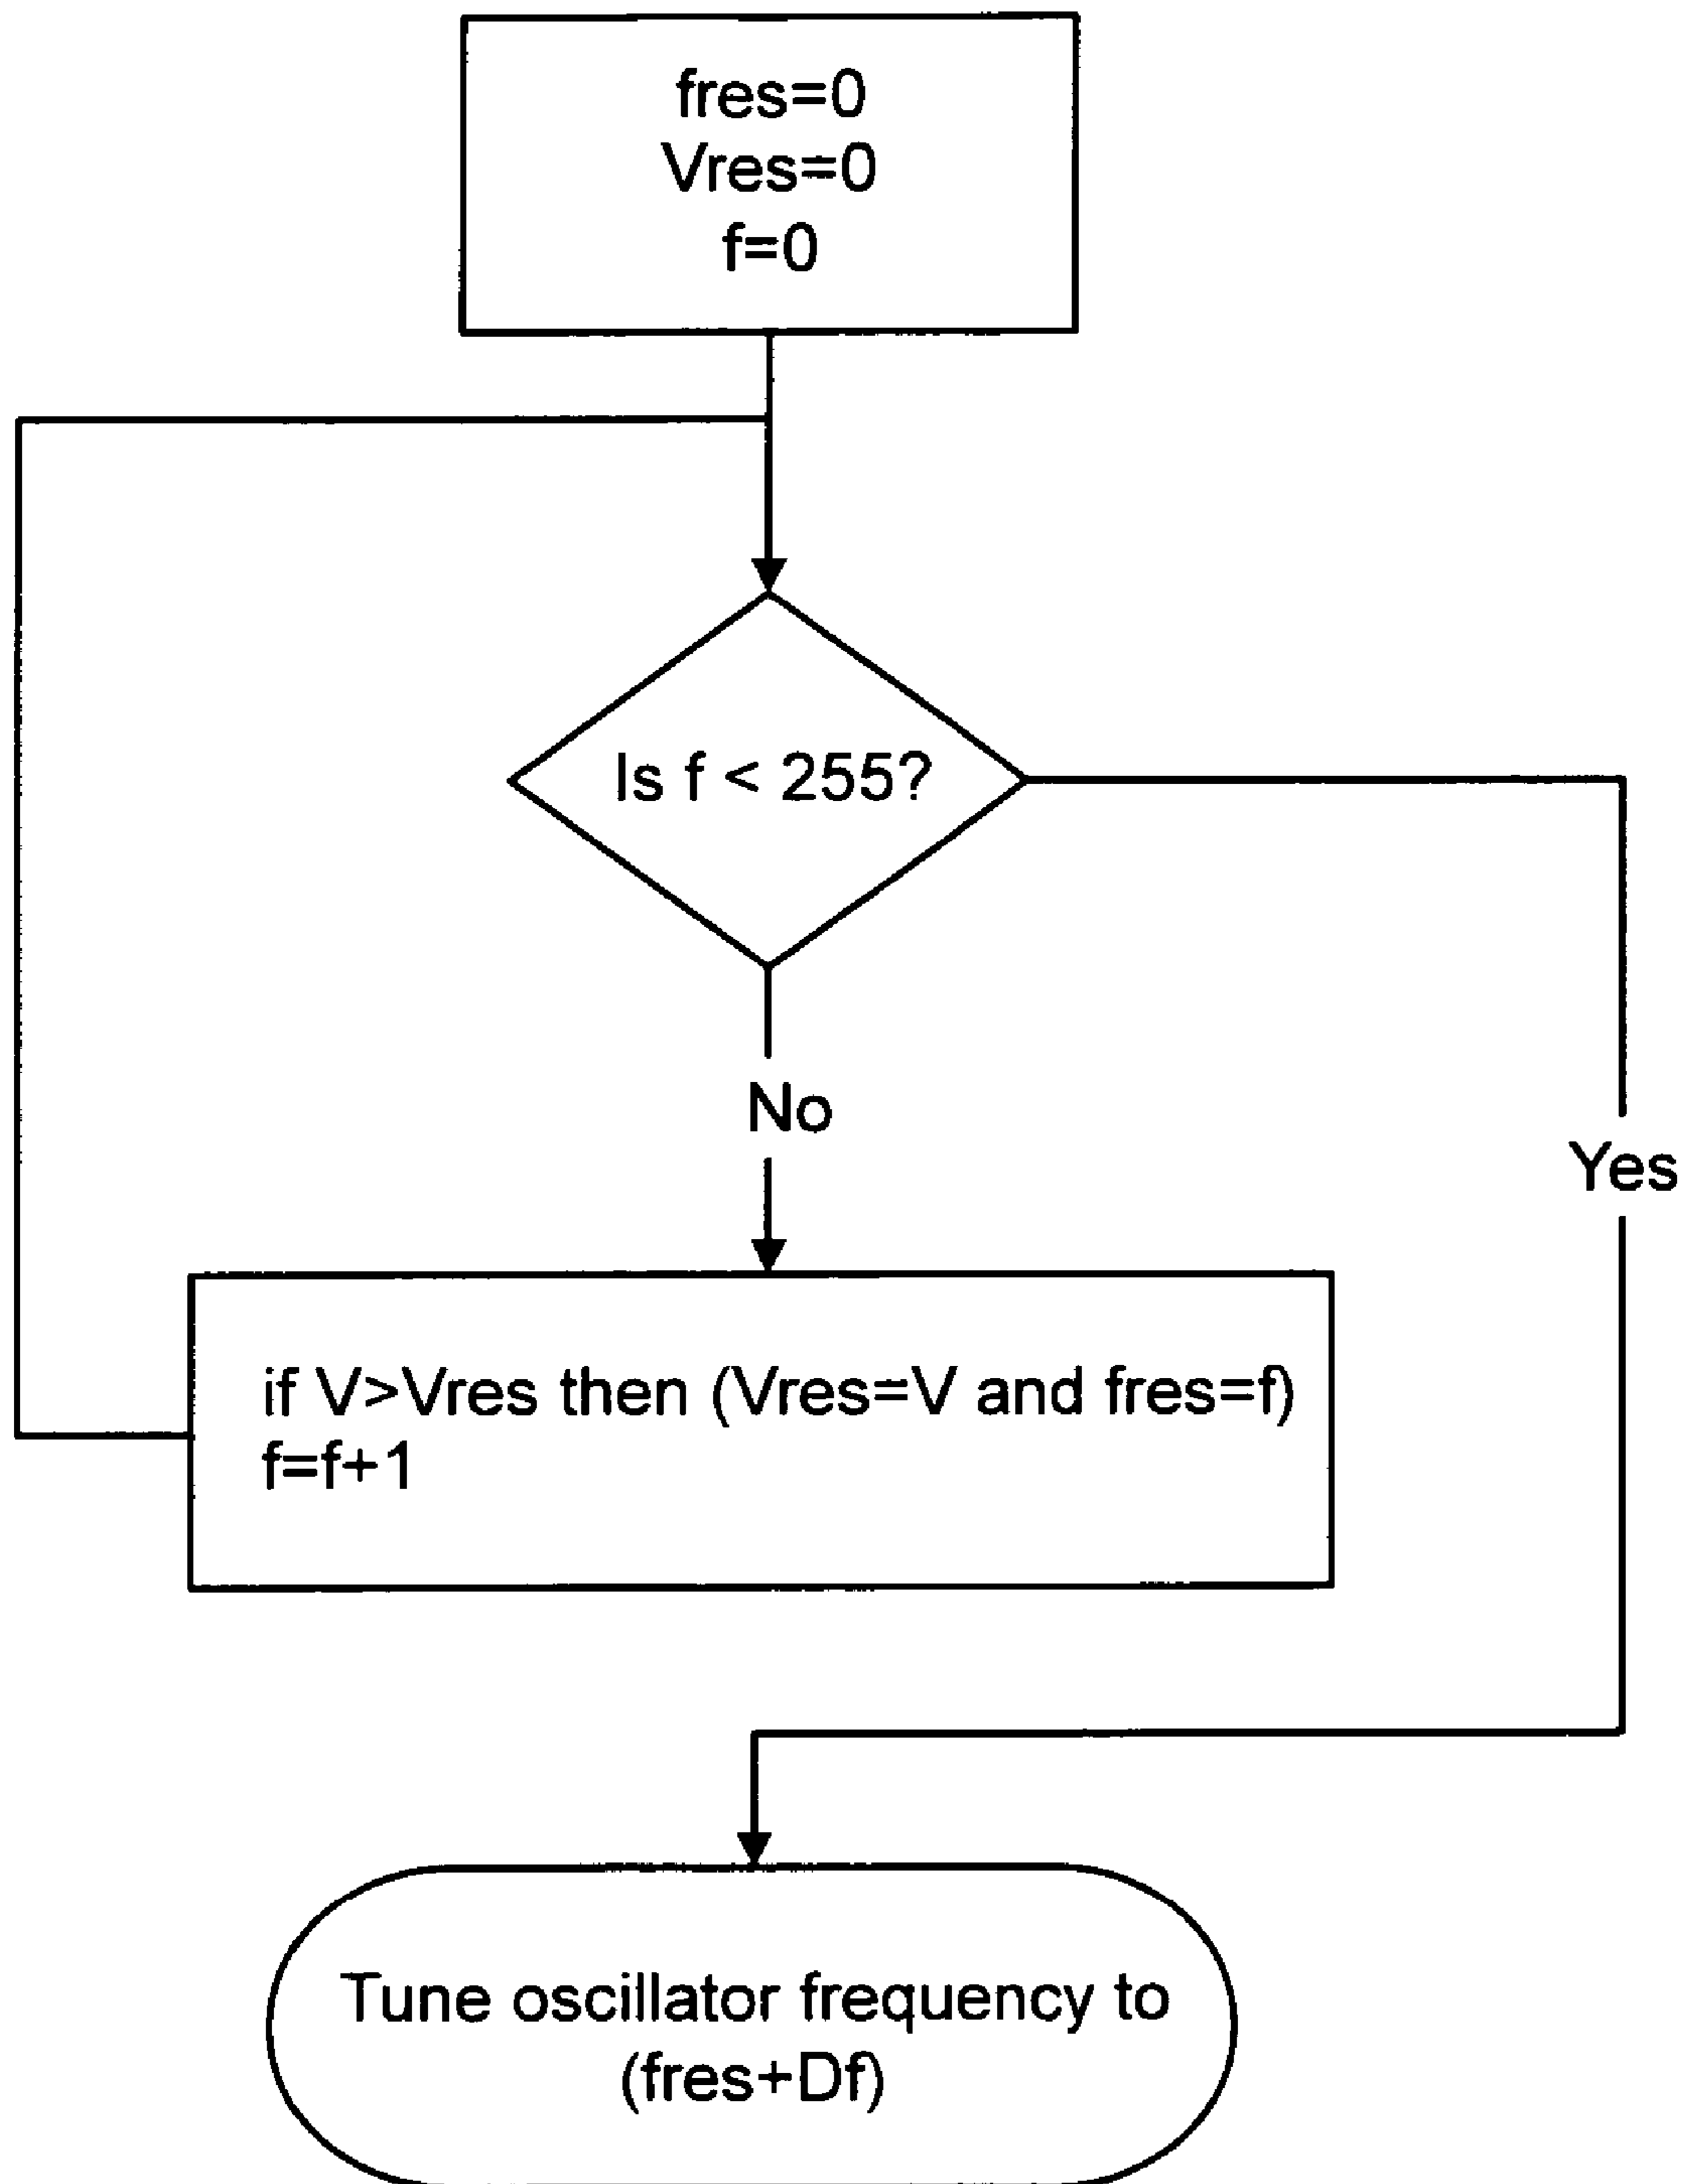 fres=0
Vres=0
f=0
Is f < 255?
No
Yes
if V>Vres then (Vres=V and fres=f)
f=f+1
Tune oscillator frequency to
(fres+Df)